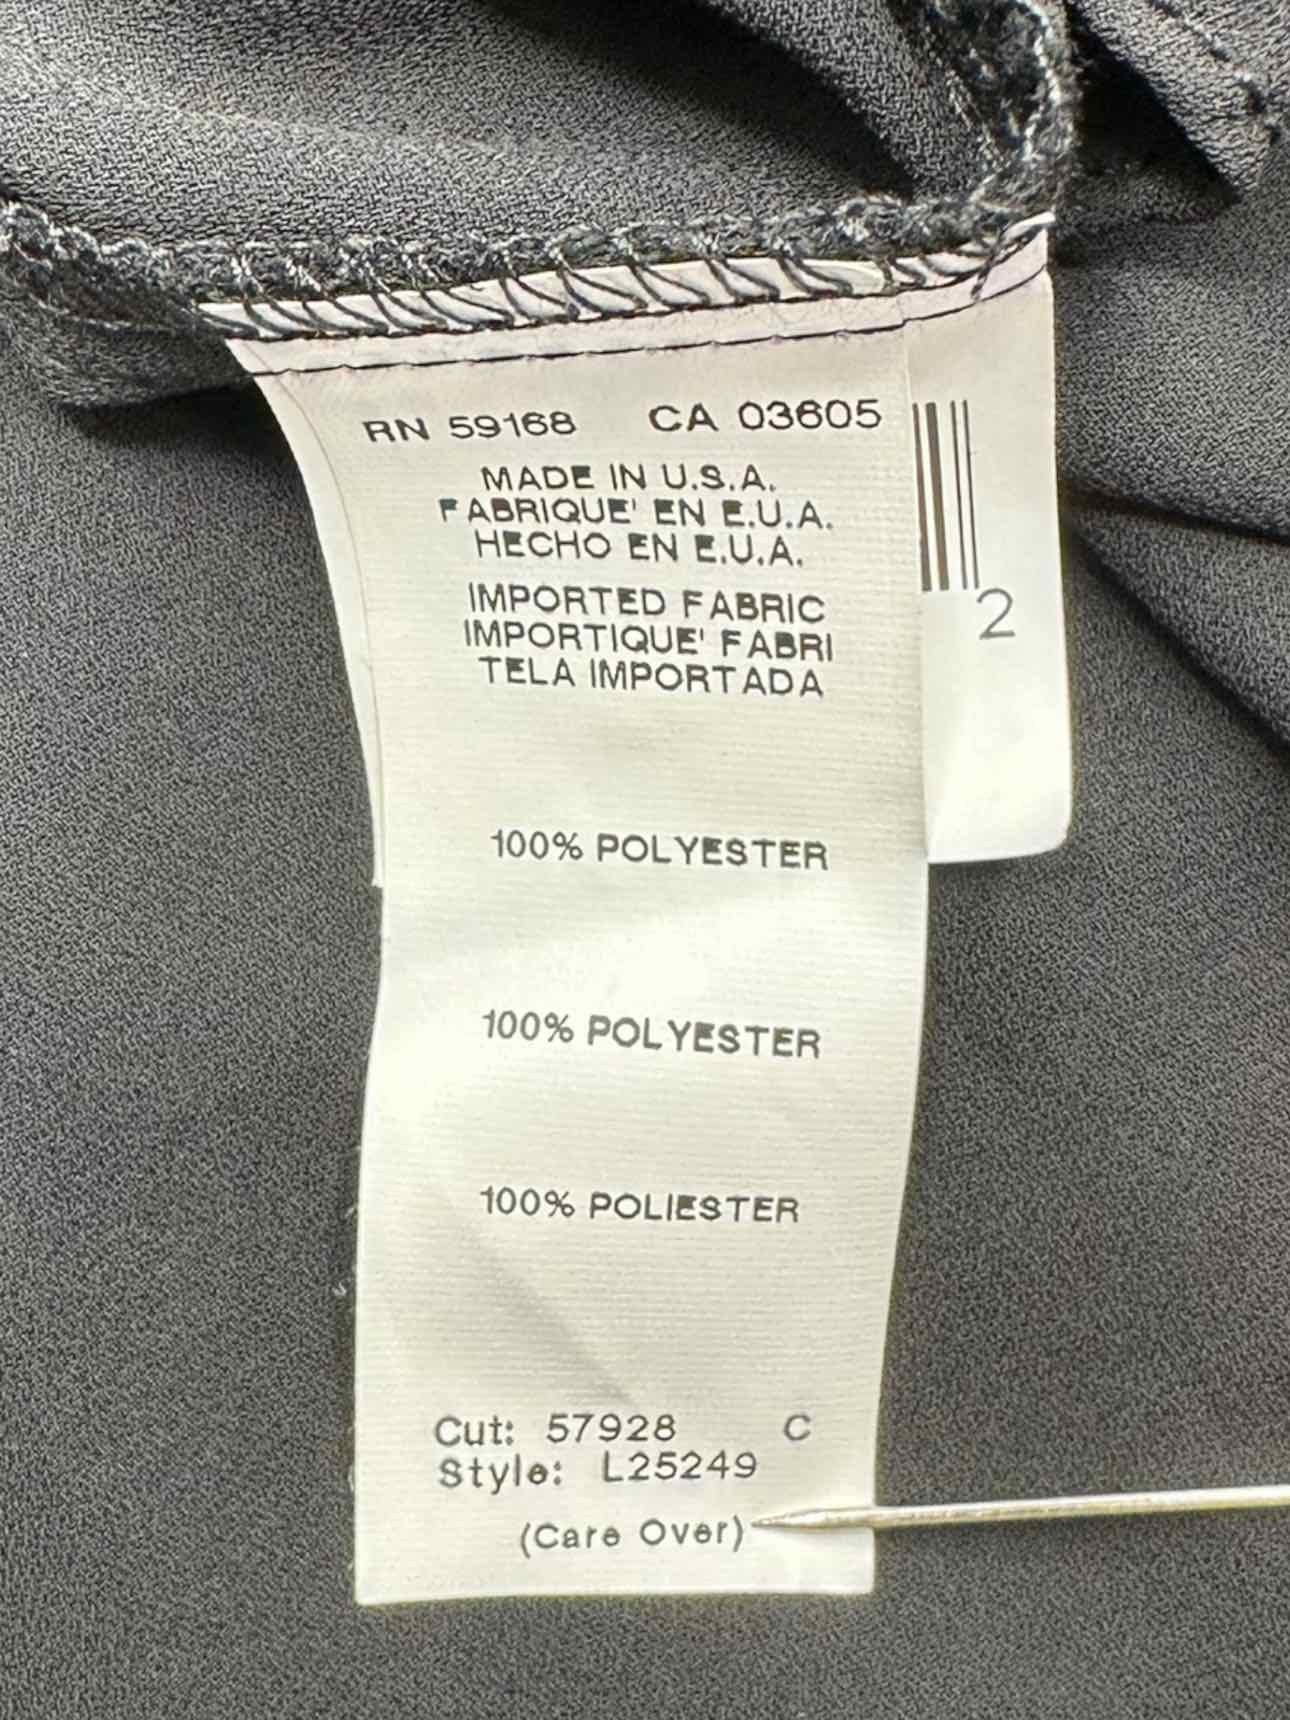 RN 59168 CA 03605
MADE IN U.S.A.
FABRIQUE' EN E.U.A.
HECHO EN E.U.A.
IMPORTED FABRIC
IMPORTIQUE' FABRI
TELA IMPORTADA
2
100% POLYESTER
100% POLYESTER
100% POLIESTER
Cut: 57928 C
Style: L25249
(Care Over)